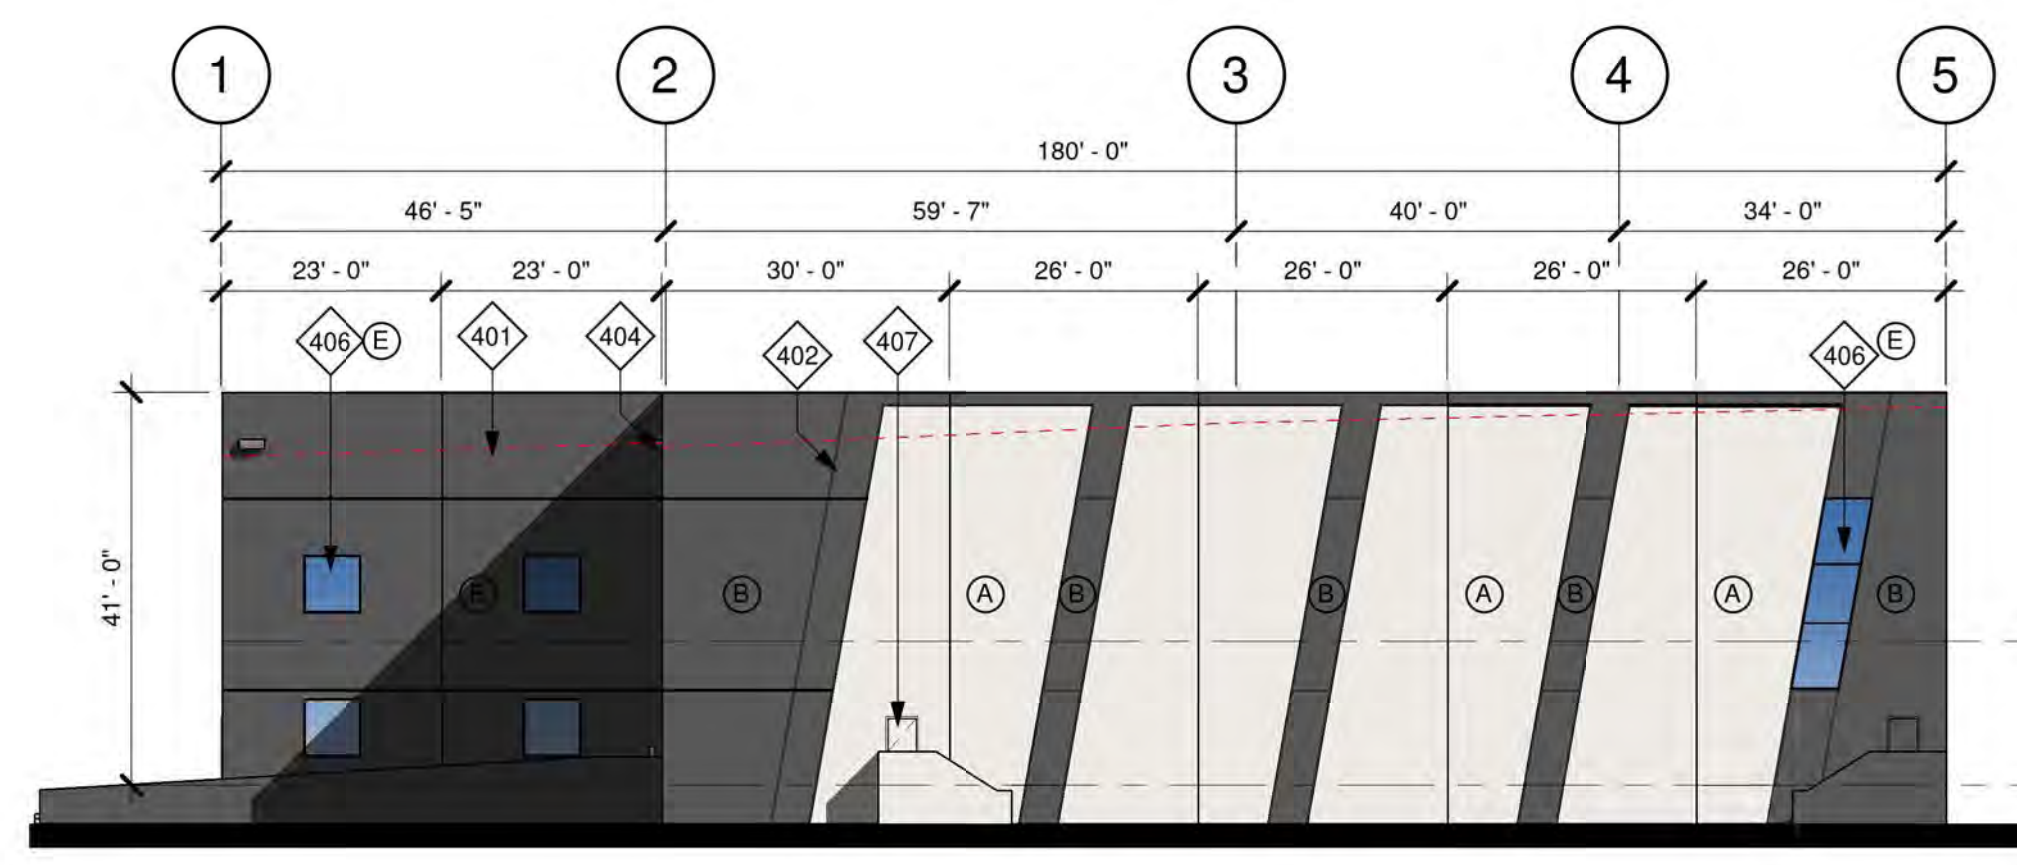 1 2 3 4 5
180' - 0"
46' - 5" 59' - 7" 40' - 0" 34' - 0"
23' - 0" 23' - 0" 30' - 0" 26' - 0" 26' - 0" 26' - 0" 26' - 0"
406 E 401 404 402 407 406 E
41' - 0"
E B A B B A B A B